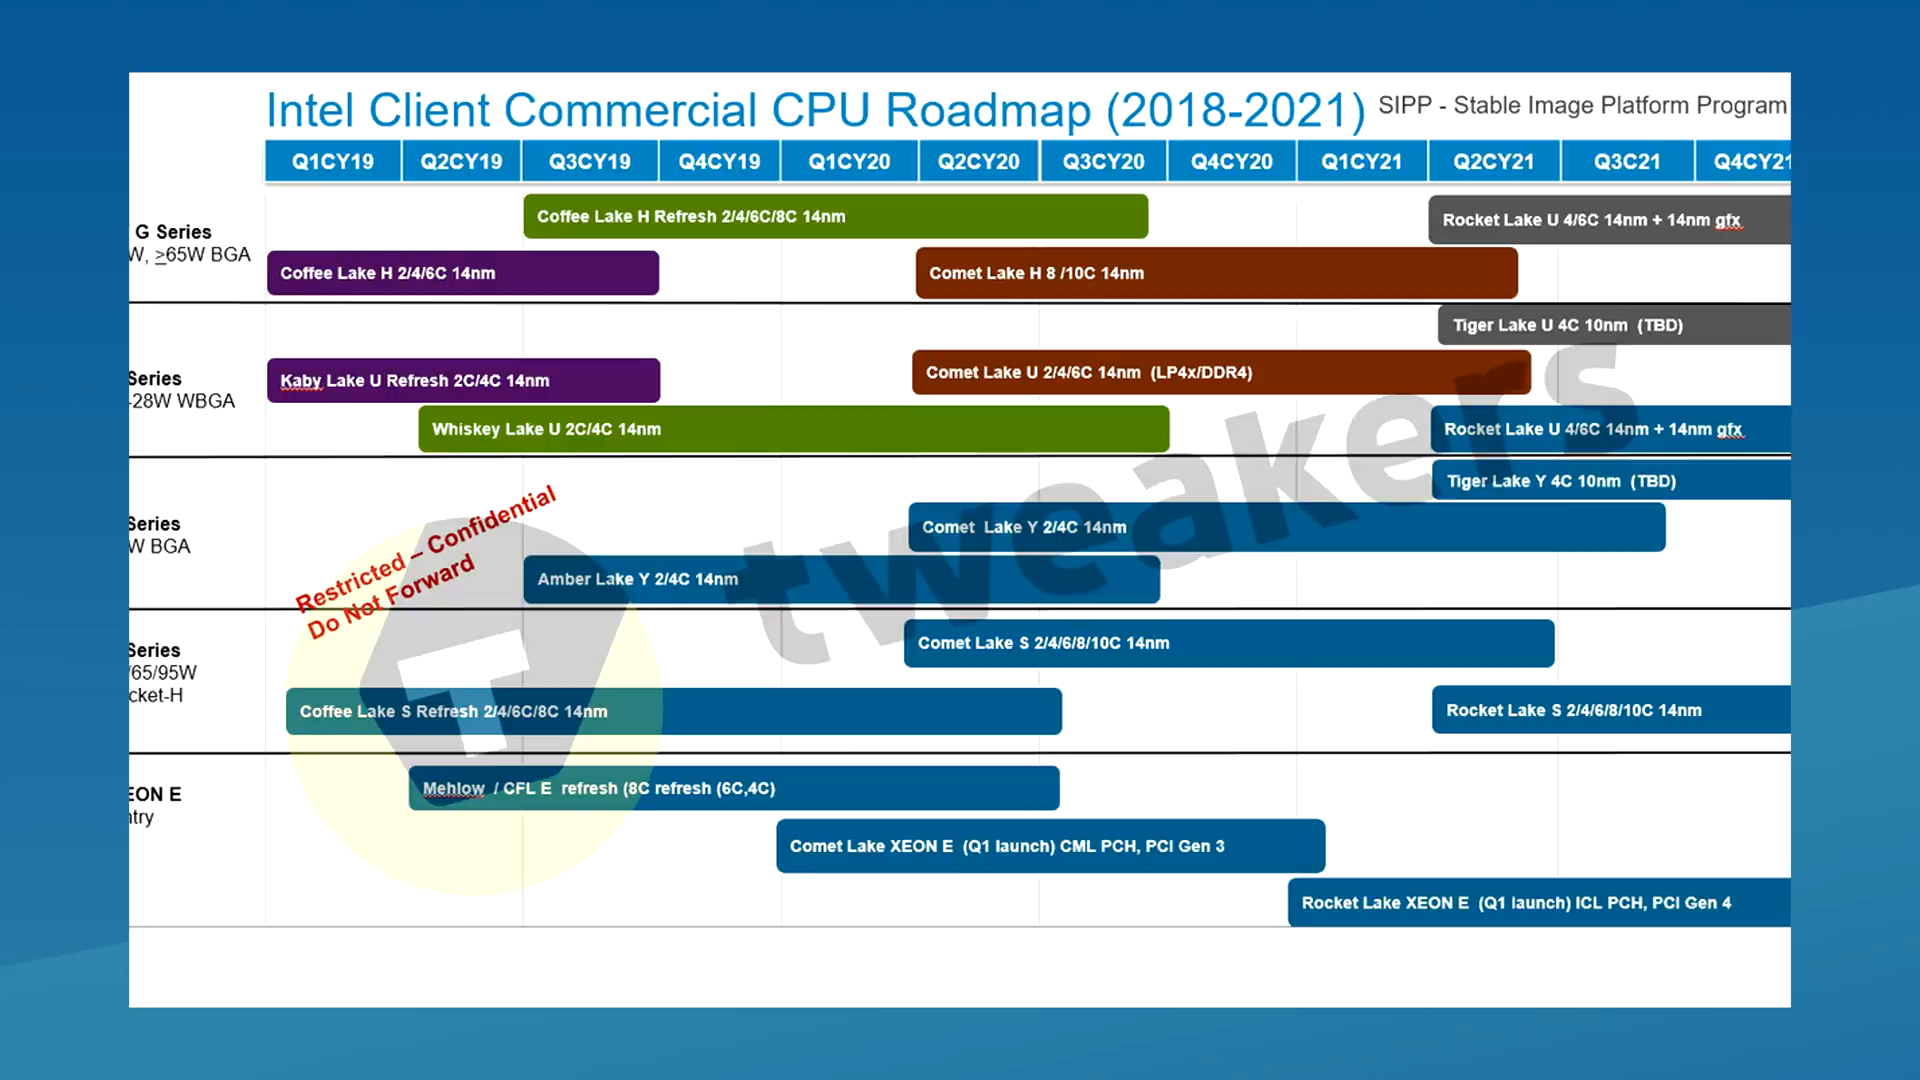 Intel Client Commercial CPU Roadmap (2018-2021) SIPP - Stable Image Platform Program
Q1CY19 Q2CY19 Q3CY19 Q4CY19 Q1CY20 Q2CY20 Q3CY20 Q4CY20 Q1CY21 Q2CY21 Q3C21 Q4CY21
Coffee Lake H Refresh 2/4/6C/8C 14nm
Rocket Lake U 4/6C 14nm + 14nm gfx
G Series
W, ≥65W BGA
Coffee Lake H 2/4/6C 14nm
Comet Lake H 8 /10C 14nm
Tiger Lake U 4C 10nm (TBD)
Series
-28W WBGA
Kaby Lake U Refresh 2C/4C 14nm
Comet Lake U 2/4/6C 14nm (LP4x/DDR4)
Whiskey Lake U 2C/4C 14nm
Rocket Lake U 4/6C 14nm + 14nm gfx
Tiger Lake Y 4C 10nm (TBD)
Series
W BGA
Comet Lake Y 2/4C 14nm
Amber Lake Y 2/4C 14nm
Restricted – Confidential
Do Not Forward
tweakers
Series
/65/95W
cket-H
Comet Lake S 2/4/6/8/10C 14nm
Coffee Lake S Refresh 2/4/6C/8C 14nm
Rocket Lake S 2/4/6/8/10C 14nm
EON E
ntry
Mehlow / CFL E refresh (8C refresh (6C,4C)
Comet Lake XEON E (Q1 launch) CML PCH, PCI Gen 3
Rocket Lake XEON E (Q1 launch) ICL PCH, PCI Gen 4